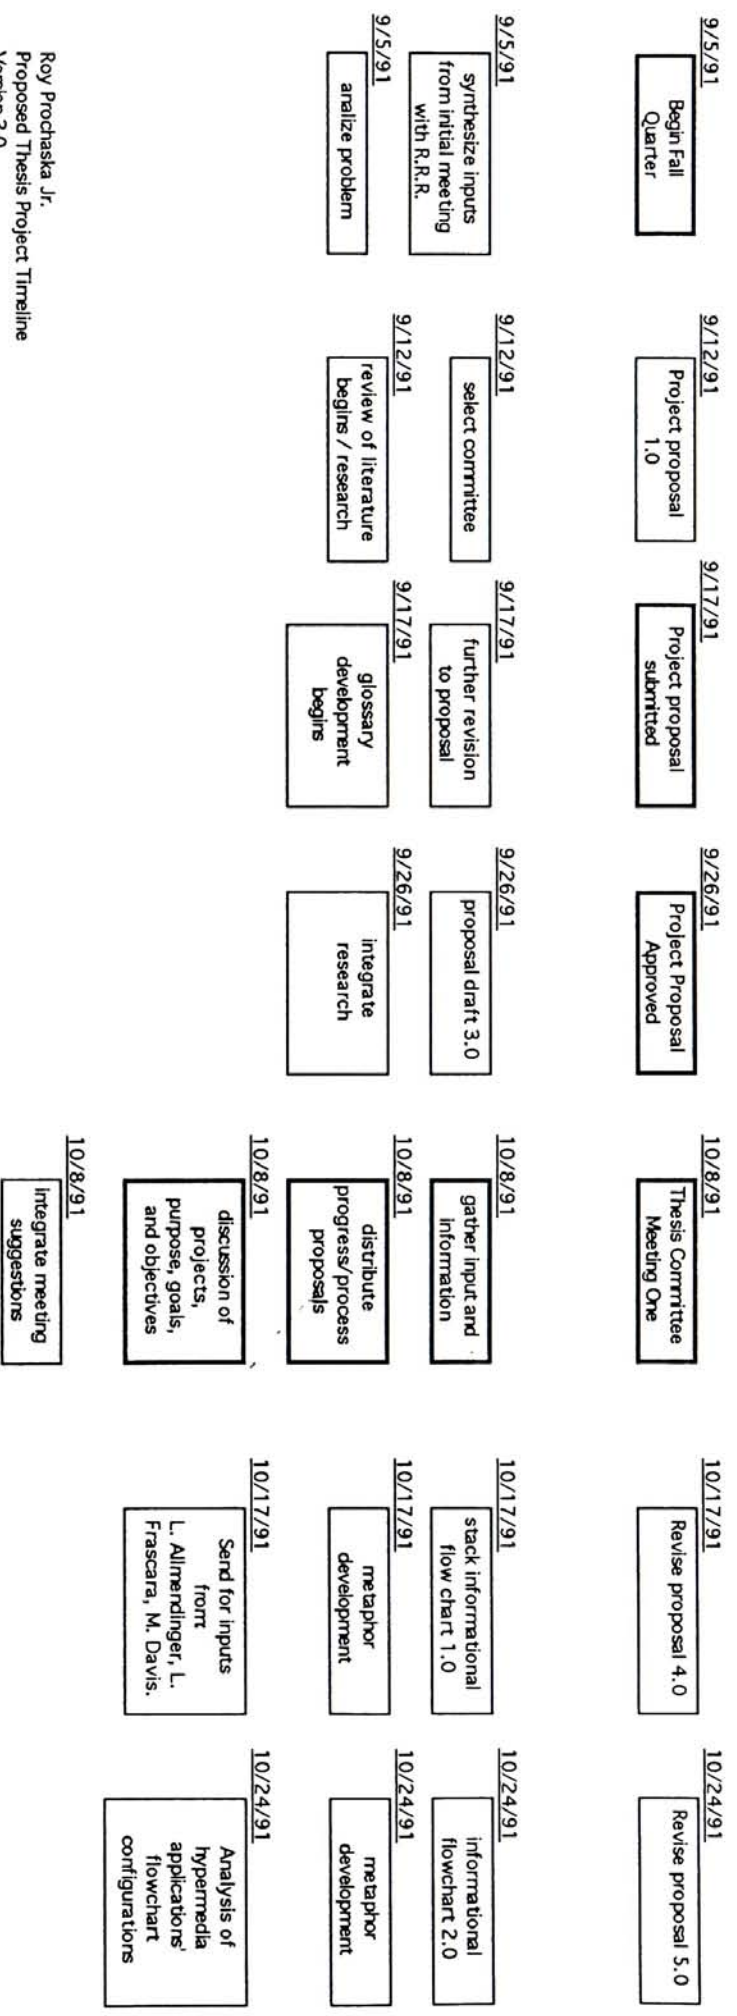 9/5/91
Begin Fall
Quarter
9/12/91
Project proposal
1.0
9/17/91
Project proposal
submitted
9/26/91
Project Proposal
Approved
10/8/91
Thesis Committee
Meeting One
10/17/91
Revise proposal 4.0
10/24/91
Revise proposal 5.0
9/5/91
synthesize inputs
from initial meeting
with R.R.R.
9/12/91
select committee
9/17/91
further revision
to proposal
9/26/91
proposal draft 3.0
10/8/91
gather input and
information
10/17/91
stack informational
flow chart 1.0
10/24/91
informational
flowchart 2.0
9/5/91
analize problem
9/12/91
review of literature
begins / research
9/17/91
glossary
development
begins
9/26/91
integrate
research
10/8/91
distribute
progress/process
proposals
10/17/91
metaphor
development
10/24/91
metaphor
development
10/8/91
discussion of
projects,
purpose, goals,
and objectives
10/17/91
Send for inputs
from
L. Allmendinger, L.
Frascara, M. Davis.
10/24/91
Analysis of
hypermedia
applications'
flowchart
configurations
10/8/91
integrate meeting
suggestions
Roy Prochaska Jr.
Proposed Thesis Project Timeline